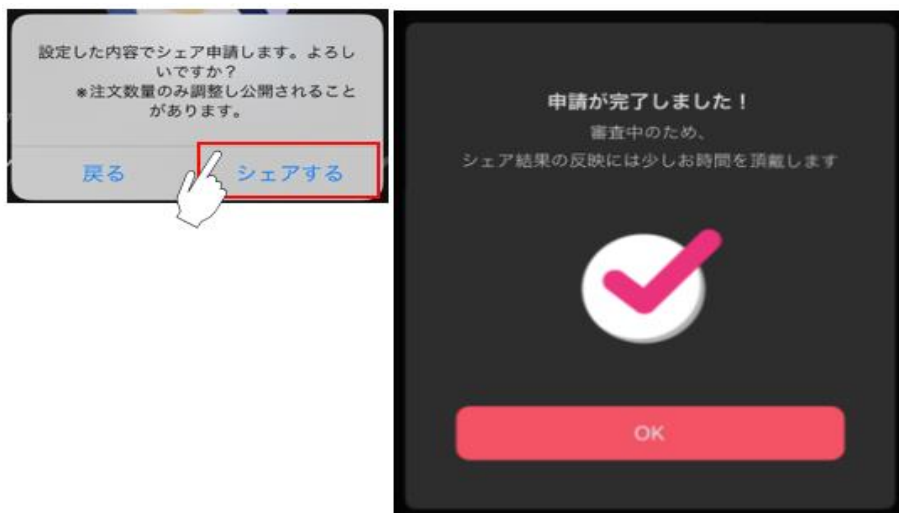 設定した内容でシェア申請します。よろし
いですか？
※注文数量のみ調整し公開されること
があります。
戻る
シェアする
申請が完了しました！
審査中のため、
シェア結果の反映には少しお時間を頂戴します
OK